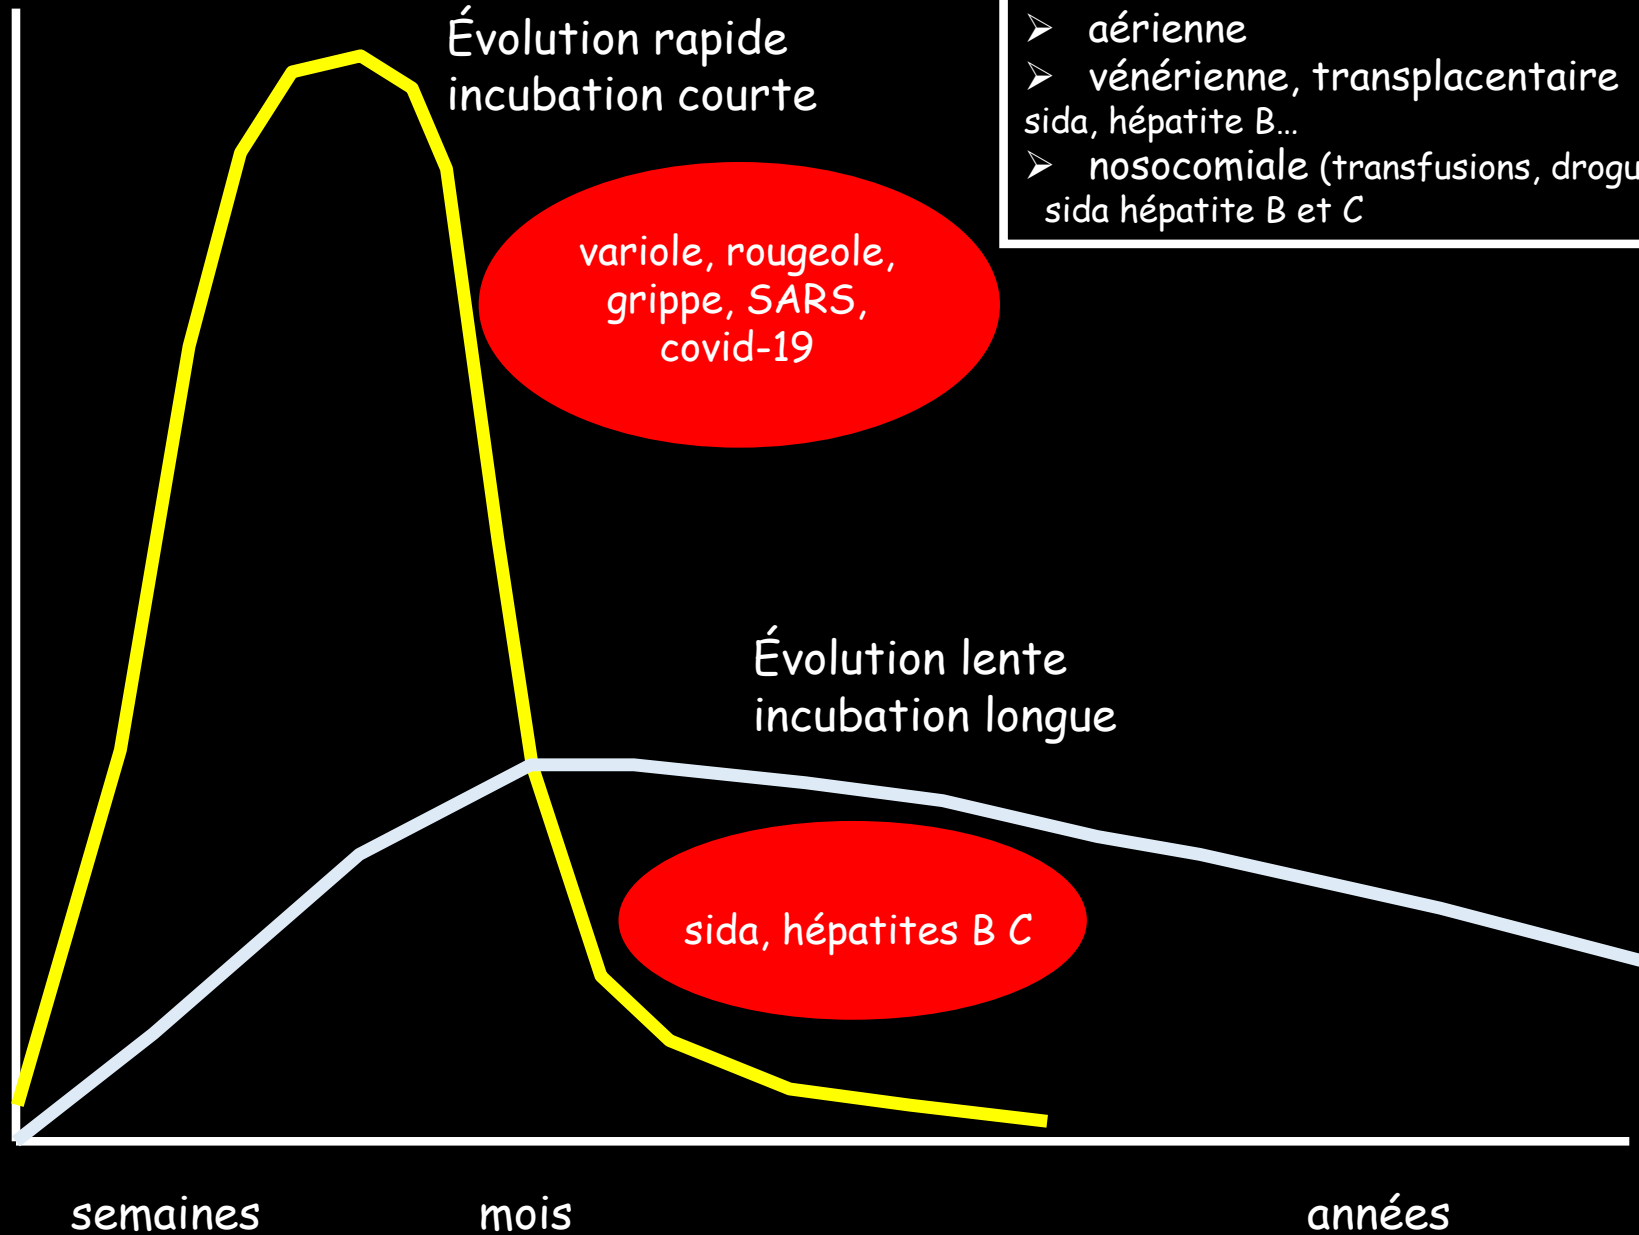 Évolution rapide
incubation courte
➢ aérienne
➢ vénérienne, transplacentaire
sida, hépatite B…
➢ nosocomiale (transfusions,
sida hépatite B et C
variole, rougeole,
grippe, SARS,
covid-19
Évolution lente
incubation longue
sida, hépatites B C
semaines mois années